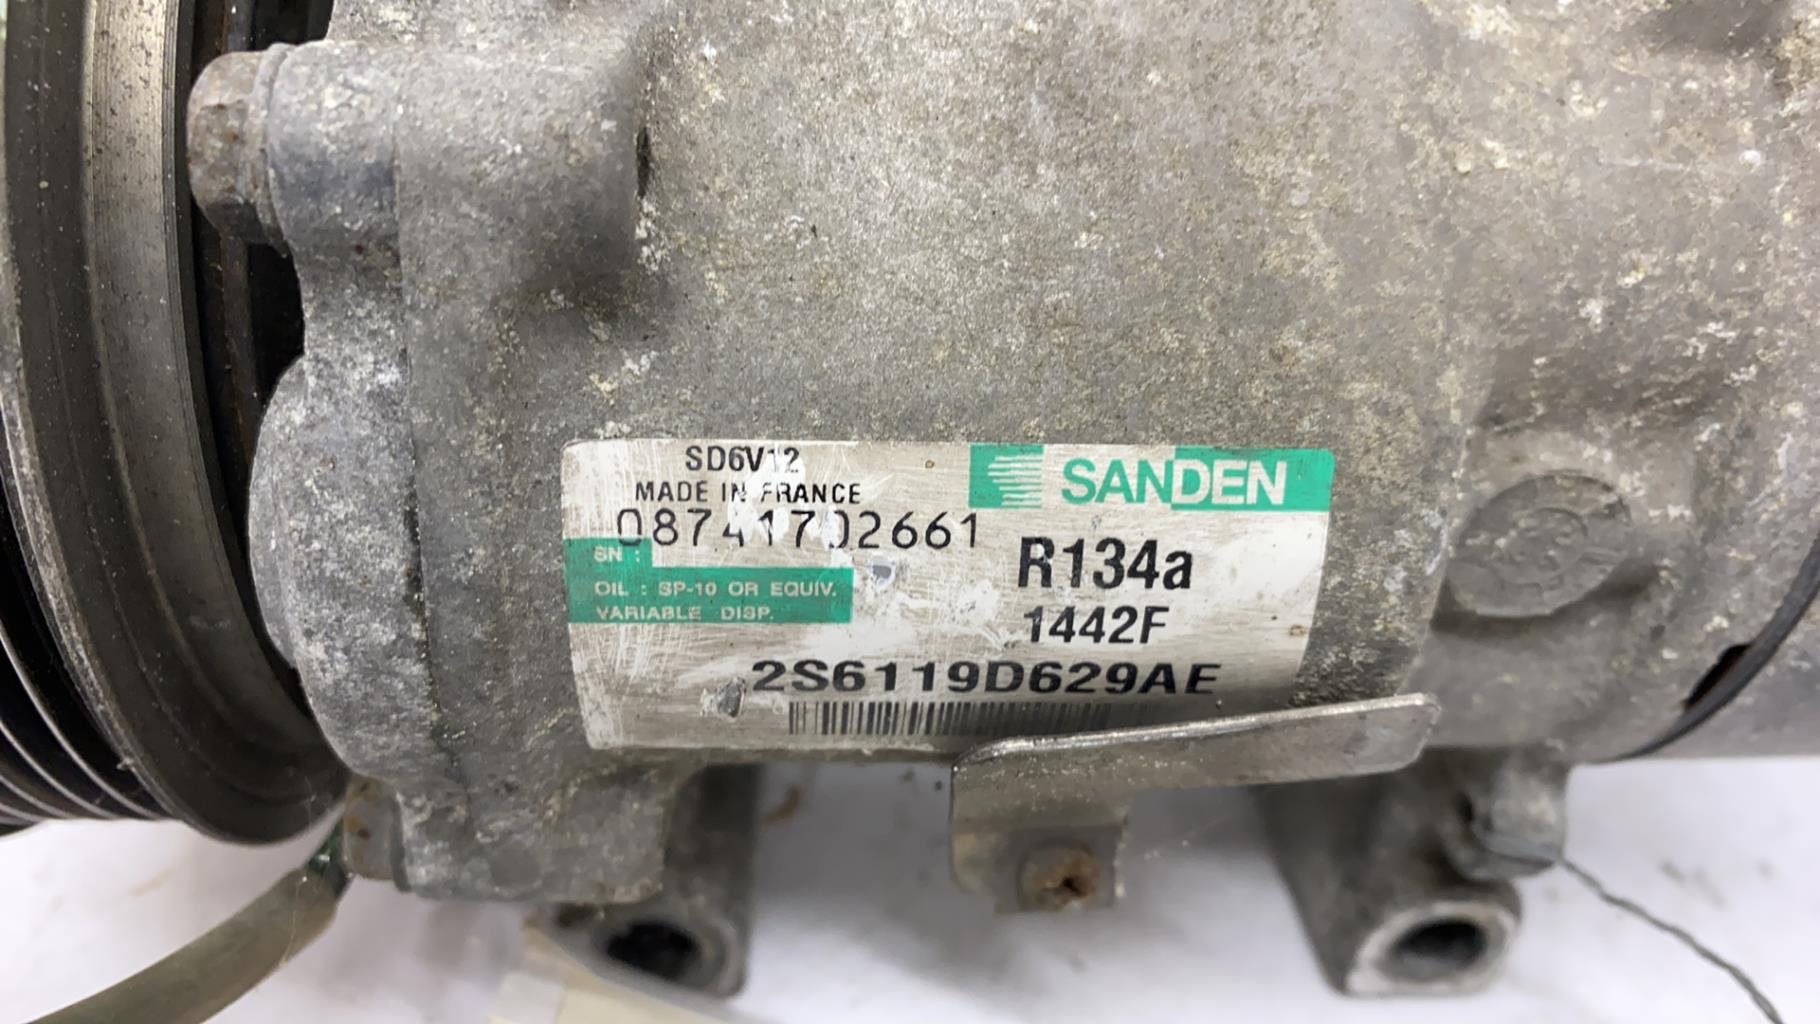 SD6V12
MADE IN FRANCE
SANDEN
08741702661
SN :
R134a
OIL : SP-10 OR EQUIV.
VARIABLE DISP.
1442F
2S6119D629AE